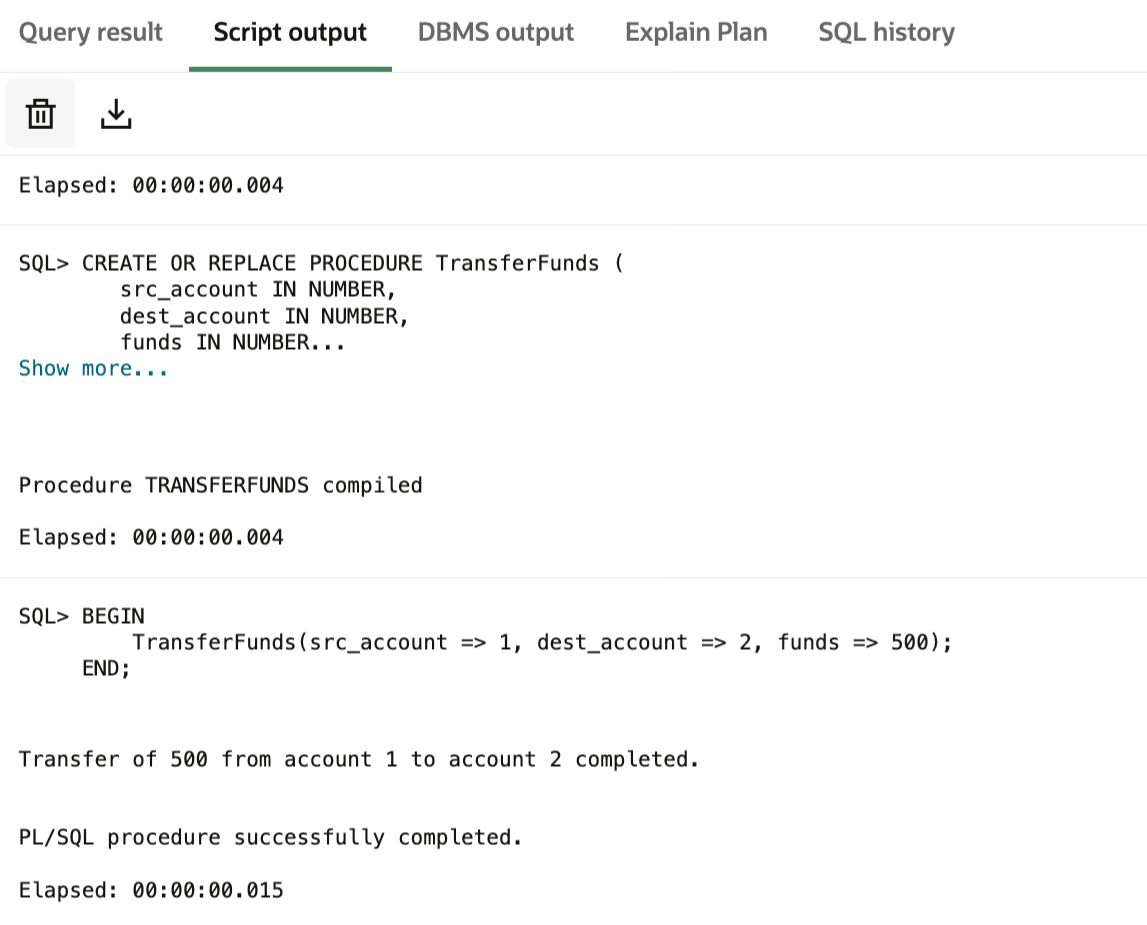 Query result Script output DBMS output Explain Plan SQL history
Elapsed: 00:00:00.004
SQL> CREATE OR REPLACE PROCEDURE TransferFunds (
src_account IN NUMBER,
dest_account IN NUMBER,
funds IN NUMBER...
Show more...
Procedure TRANSFERFUNDS compiled
Elapsed: 00:00:00.004
SQL> BEGIN
TransferFunds(src_account => 1, dest_account => 2, funds => 500);
END;
Transfer of 500 from account 1 to account 2 completed.
PL/SQL procedure successfully completed.
Elapsed: 00:00:00.015